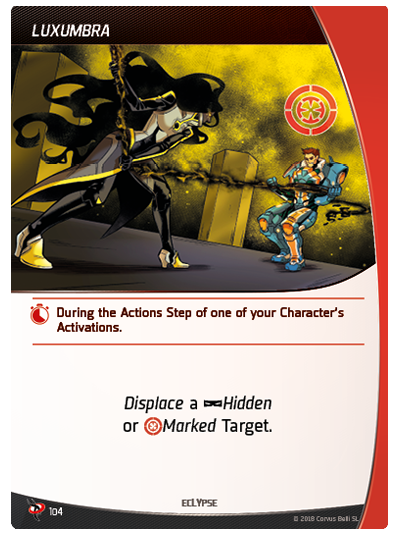 LUXUMBRA
During the Actions Step of one of your Character's
Activations.
Displace a Hidden
or Marked Target.
104
ECLYPSE
© 2018 Corvus Belli SL